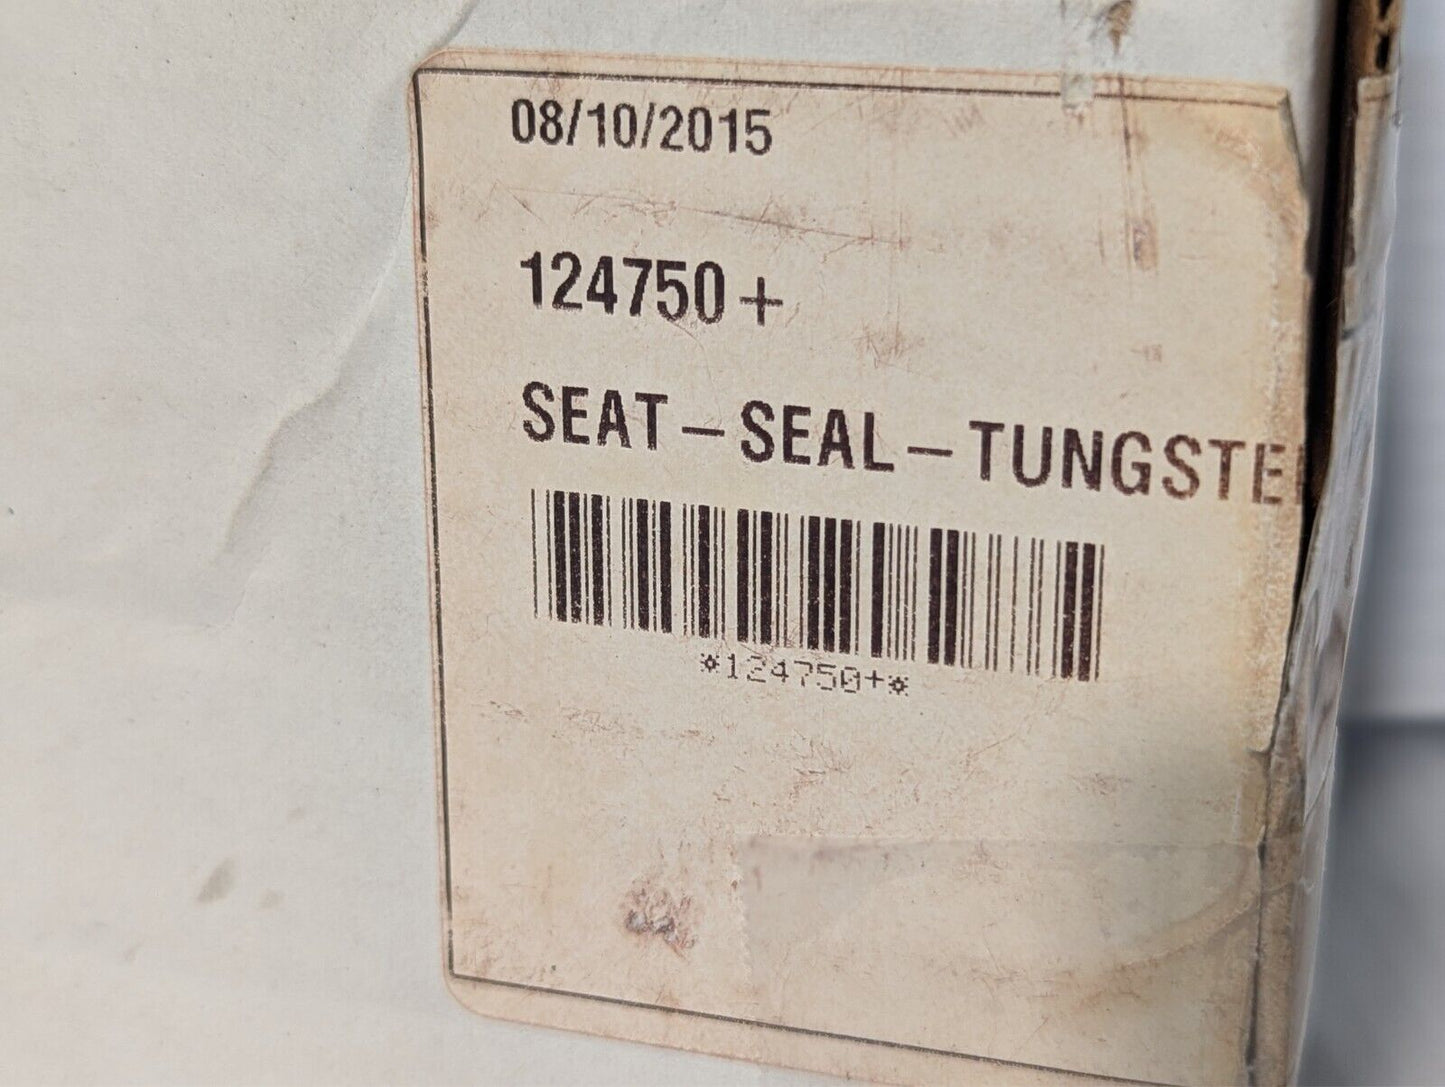 08/10/2015
124750+
SEAT-SEAL-TUNGSTE
*124750+*